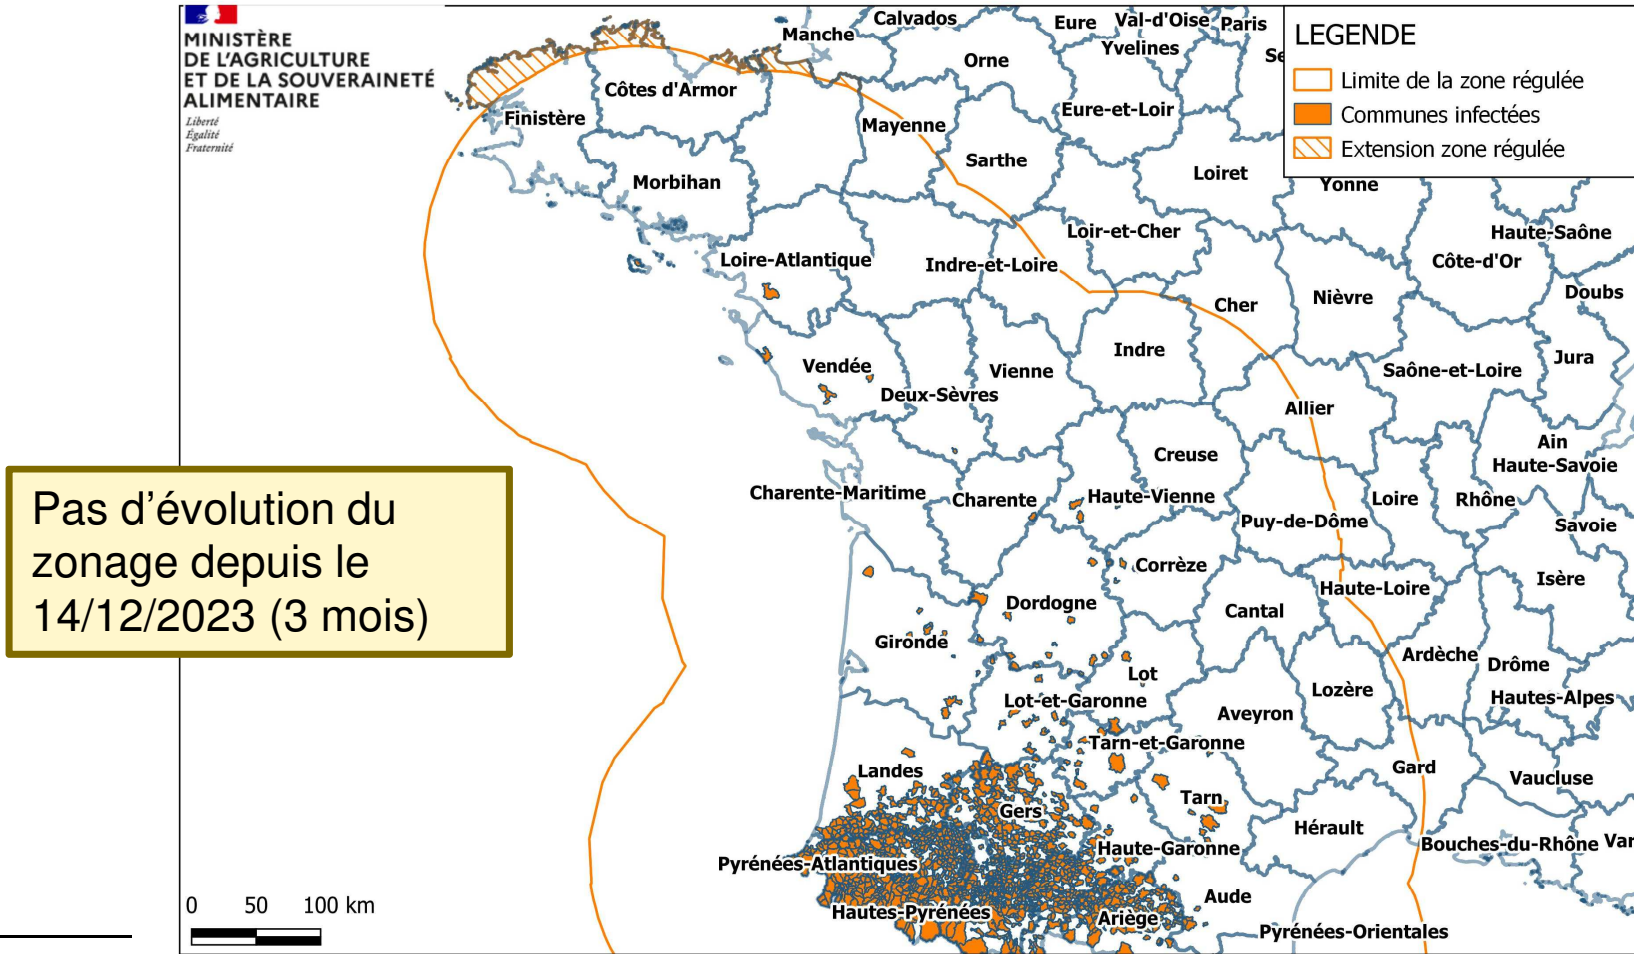 MINISTÈRE
DE L'AGRICULTURE
ET DE LA SOUVERAINETÉ
ALIMENTAIRE
Liberté
Égalité
Fraternité
Pas d'évolution du
zonage depuis le
14/12/2023 (3 mois)
LEGENDE
Limite de la zone régulée
Communes infectées
Extension zone régulée
Calvados
Eure
Val-d'Oise
Paris
Manche
Yvelines
Se
Orne
Côtes d'Armor
Finistère
Mayenne
Eure-et-Loir
Sarthe
Loiret
Morbihan
Yonne
Loir-et-Cher
Haute-Saône
Loire-Atlantique
Indre-et-Loire
Côte-d'Or
Cher
Nièvre
Doubs
Vendée
Indre
Vienne
Saône-et-Loire
Jura
Deux-Sèvres
Allier
Ain
Creuse
Haute-Savoie
Charente-Maritime
Charente
Haute-Vienne
Loire
Rhône
Puy-de-Dôme
Savoie
Corrèze
Isère
Haute-Loire
Dordogne
Cantal
Gironde
Ardèche
Drôme
Lot
Lozère
Hautes-Alpes
Lot-et-Garonne
Aveyron
Tarn-et-Garonne
Landes
Gard
Vaucluse
Tarn
Gers
Hérault
Haute-Garonne
Bouches-du-Rhône
Var
Pyrénées-Atlantiques
Aude
Hautes-Pyrénées
Ariège
Pyrénées-Orientales
0 50 100 km